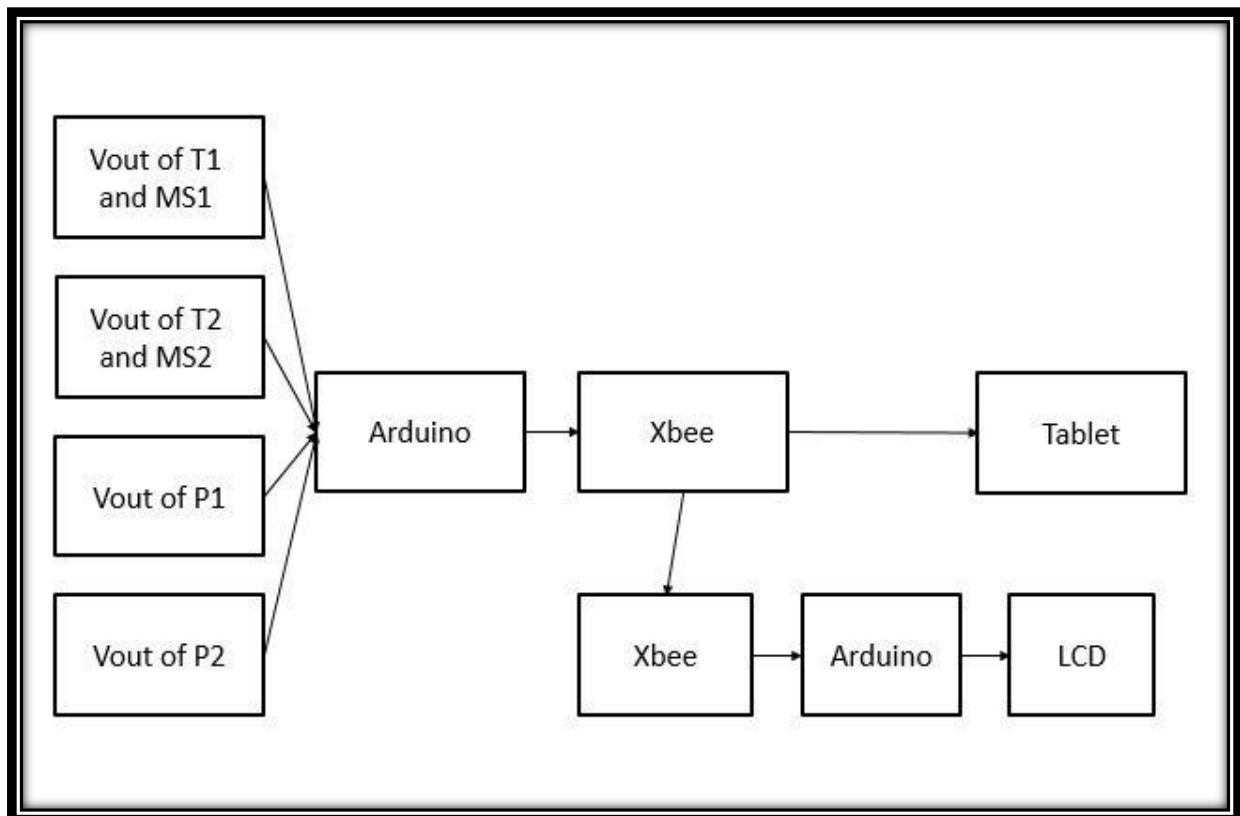 Vout of T1
and MS1
Vout of T2
and MS2
Arduino
Xbee
Tablet
Vout of P1
Vout of P2
Xbee
Arduino
LCD